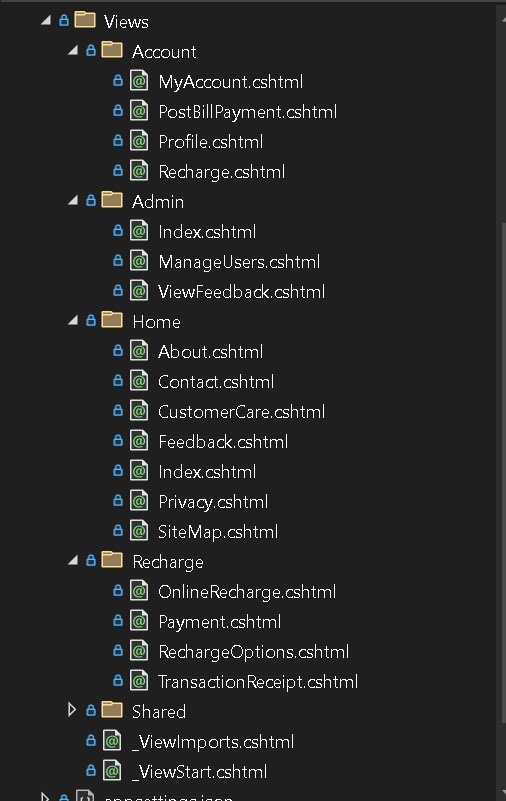 Views
Account
MyAccount.cshtml
PostBillPayment.cshtml
Profile.cshtml
Recharge.cshtml
Admin
Index.cshtml
ManageUsers.cshtml
ViewFeedback.cshtml
Home
About.cshtml
Contact.cshtml
CustomerCare.cshtml
Feedback.cshtml
Index.cshtml
Privacy.cshtml
SiteMap.cshtml
Recharge
OnlineRecharge.cshtml
Payment.cshtml
RechargeOptions.cshtml
TransactionReceipt.cshtml
Shared
_ViewImports.cshtml
_ViewStart.cshtml
appsettings.json